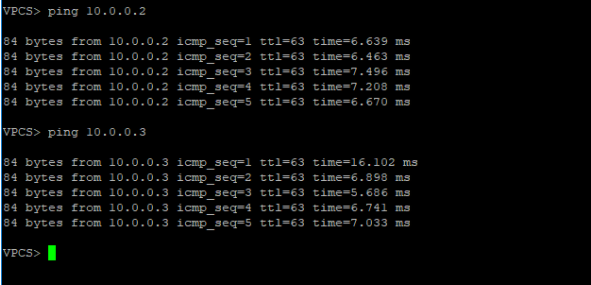 VPCS> ping 10.0.0.2
84 bytes from 10.0.0.2 icmp_seq=1 ttl=63 time=6.639 ms
84 bytes from 10.0.0.2 icmp_seq=2 ttl=63 time=6.463 ms
84 bytes from 10.0.0.2 icmp_seq=3 ttl=63 time=7.496 ms
84 bytes from 10.0.0.2 icmp_seq=4 ttl=63 time=7.208 ms
84 bytes from 10.0.0.2 icmp_seq=5 ttl=63 time=6.670 ms
VPCS> ping 10.0.0.3
84 bytes from 10.0.0.3 icmp_seq=1 ttl=63 time=16.102 ms
84 bytes from 10.0.0.3 icmp_seq=2 ttl=63 time=6.898 ms
84 bytes from 10.0.0.3 icmp_seq=3 ttl=63 time=5.686 ms
84 bytes from 10.0.0.3 icmp_seq=4 ttl=63 time=6.741 ms
84 bytes from 10.0.0.3 icmp_seq=5 ttl=63 time=7.033 ms
VPCS>